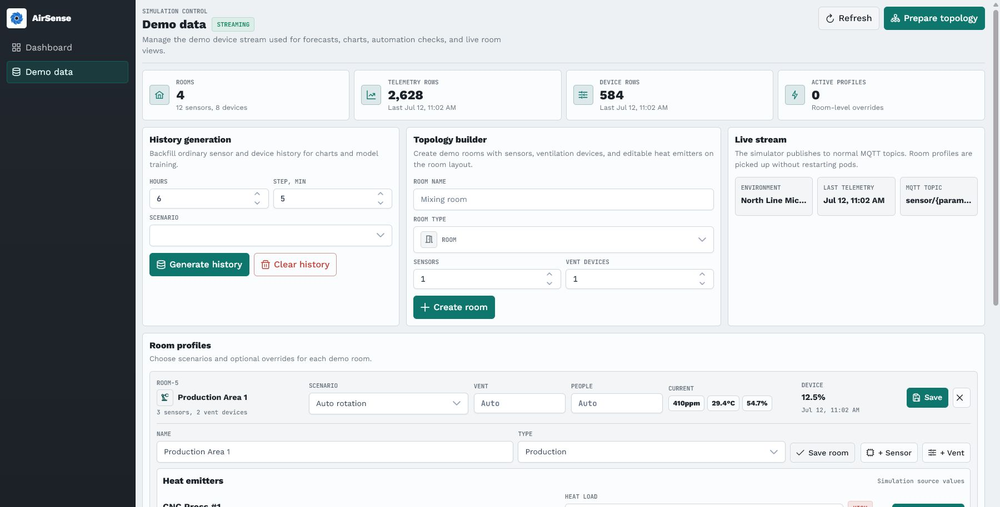 AirSense
Dashboard
Demo data
SIMULATION CONTROL
Demo data
STREAMING
Manage the demo device stream used for forecasts, charts, automation checks, and live room
views.
Refresh
Prepare topology
ROOMS
4
12 sensors, 8 devices
TELEMETRY ROWS
2,628
Last Jul 12, 11:02 AM
DEVICE ROWS
584
Last Jul 12, 11:02 AM
ACTIVE PROFILES
0
Room-level overrides
History generation
Backfill ordinary sensor and device history for charts and model
training.
HOURS
6
STEP, MIN
5
SCENARIO
Generate history
Clear history
Topology builder
Create demo rooms with sensors, ventilation devices, and editable heat emitters on
the room layout.
ROOM NAME
Mixing room
ROOM TYPE
ROOM
SENSORS
1
VENT DEVICES
1
Create room
Live stream
The simulator publishes to normal MQTT topics. Room profiles are
picked up without restarting pods.
ENVIRONMENT
North Line Mic...
LAST TELEMETRY
Jul 12, 11:02 AM
MQTT TOPIC
sensor/{param...
Room profiles
Choose scenarios and optional overrides for each demo room.
ROOM-5
Production Area 1
3 sensors, 2 vent devices
SCENARIO
Auto rotation
VENT
Auto
PEOPLE
Auto
CURRENT
410ppm
29.4°C
54.7%
DEVICE
12.5%
Jul 12, 11:02 AM
Save
NAME
Production Area 1
TYPE
Production
Save room
+ Sensor
+ Vent
Heat emitters
Simulation source values
CNC Press #1
HEAT LOAD
HIGH